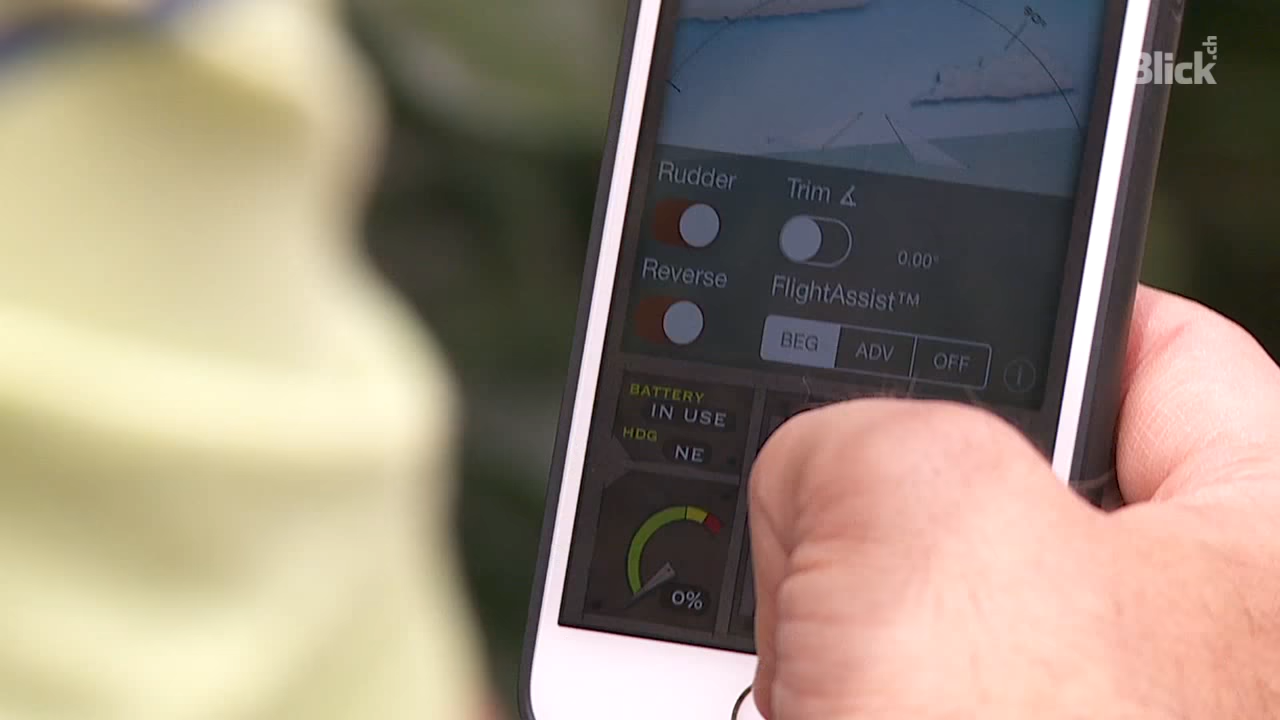 Blick.ch
Rudder
Trim
0.00°
Reverse
FlightAssist™
BEG ADV OFF
BATTERY
IN USE
HDG
NE
0%